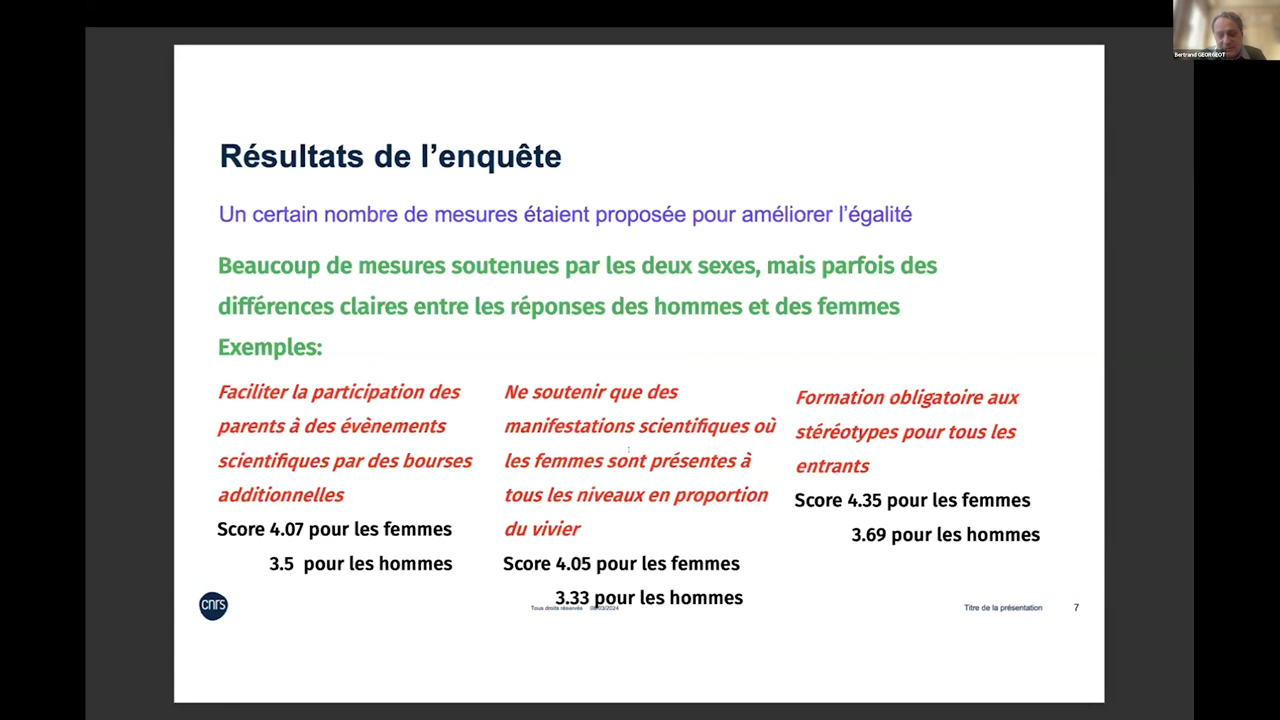 Bertrand GEORGEOT
Résultats de l'enquête
Un certain nombre de mesures étaient proposée pour améliorer l'égalité
Beaucoup de mesures soutenues par les deux sexes, mais parfois des
différences claires entre les réponses des hommes et des femmes
Exemples:
Faciliter la participation des
parents à des évènements
scientifiques par des bourses
additionnelles
Score 4.07 pour les femmes
3.5 pour les hommes
Ne soutenir que des
manifestations scientifiques où
les femmes sont présentes à
tous les niveaux en proportion
du vivier
Score 4.05 pour les femmes
3.33 pour les hommes
Formation obligatoire aux
stéréotypes pour tous les
entrants
Score 4.35 pour les femmes
3.69 pour les hommes
cnrs
Tous droits réservés
Titre de la présentation
7